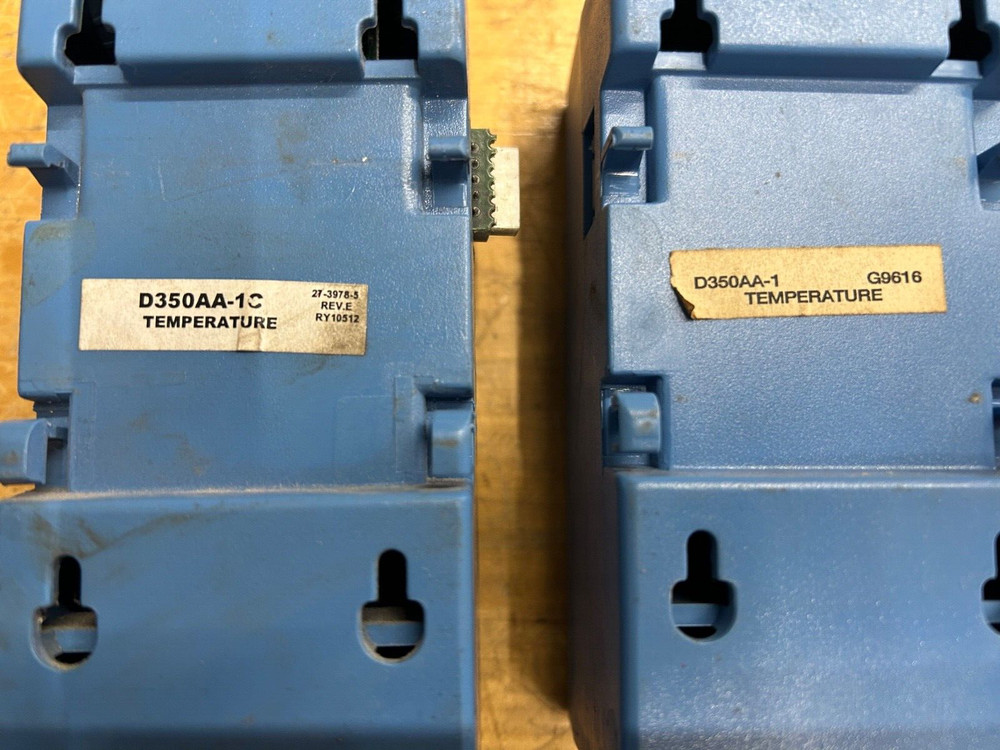 D350AA-1C
TEMPERATURE
27-3978-5
REV.E
RY10512
D350AA-1 G9616
TEMPERATURE